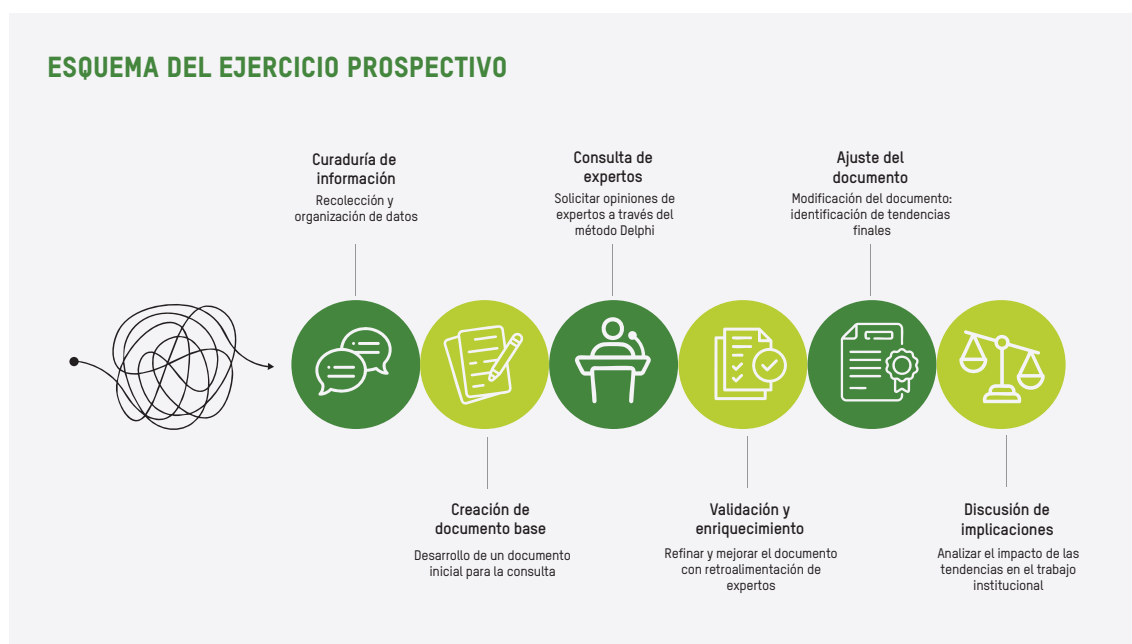 ESQUEMA DEL EJERCICIO PROSPECTIVO
Curaduría de
información
Recolección y
organización de datos
Creación de
documento base
Desarrollo de un documento
inicial para la consulta
Consulta de
expertos
Solicitar opiniones de
expertos a través del
método Delphi
Validación y
enriquecimiento
Refinar y mejorar el documento
con retroalimentación de
expertos
Ajuste del
documento
Modificación del documento:
identificación de tendencias
finales
Discusión de
implicaciones
Analizar el impacto de las
tendencias en el trabajo
institucional